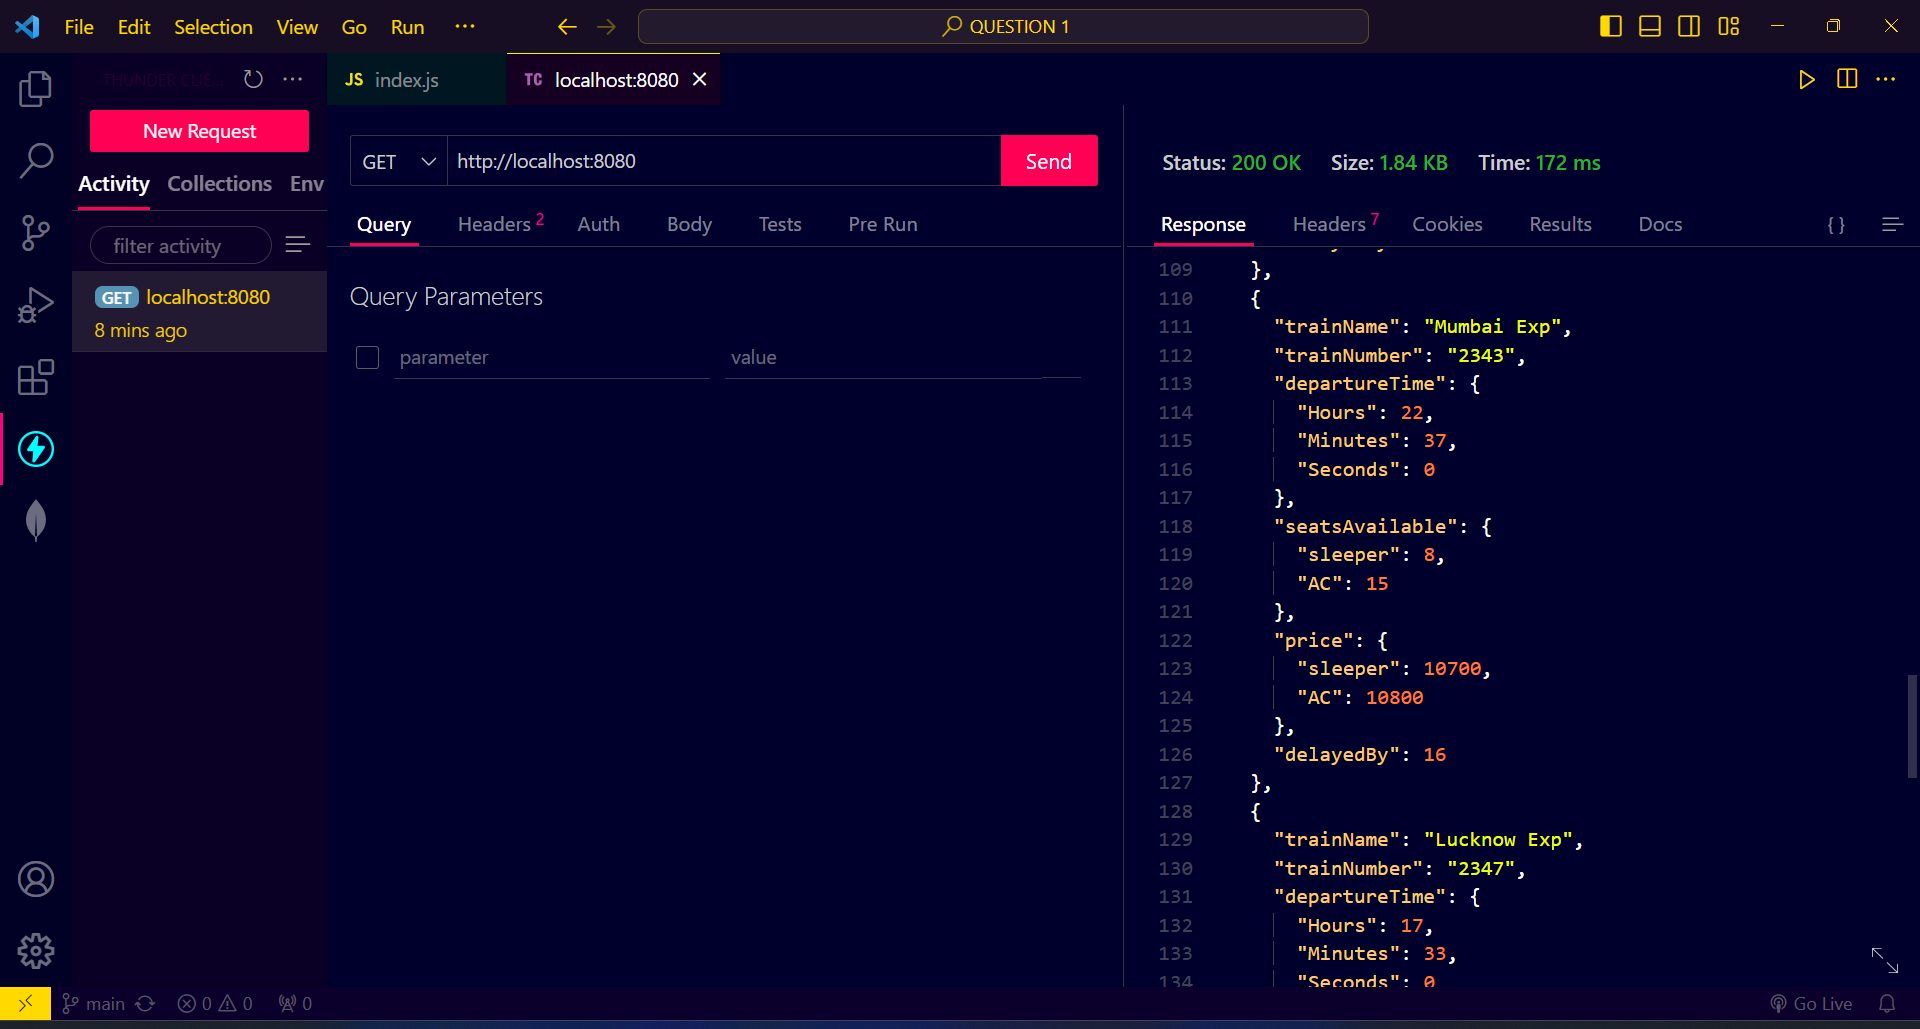 File Edit Selection View Go Run ··· QUESTION 1
THUNDER CLIE... ···
JS index.js TC localhost:8080
New Request
Activity Collections Env
filter activity
GET localhost:8080
8 mins ago
GET http://localhost:8080 Send
Query Headers 2 Auth Body Tests Pre Run
Query Parameters
parameter value
Status: 200 OK Size: 1.84 KB Time: 172 ms
Response Headers 7 Cookies Results Docs { }
109 },
110 {
111 "trainName": "Mumbai Exp",
112 "trainNumber": "2343",
113 "departureTime": {
114 "Hours": 22,
115 "Minutes": 37,
116 "Seconds": 0
117 },
118 "seatsAvailable": {
119 "sleeper": 8,
120 "AC": 15
121 },
122 "price": {
123 "sleeper": 10700,
124 "AC": 10800
125 },
126 "delayedBy": 16
127 },
128 {
129 "trainName": "Lucknow Exp",
130 "trainNumber": "2347",
131 "departureTime": {
132 "Hours": 17,
133 "Minutes": 33,
134 "Seconds": 0
main 0 0 0 Go Live